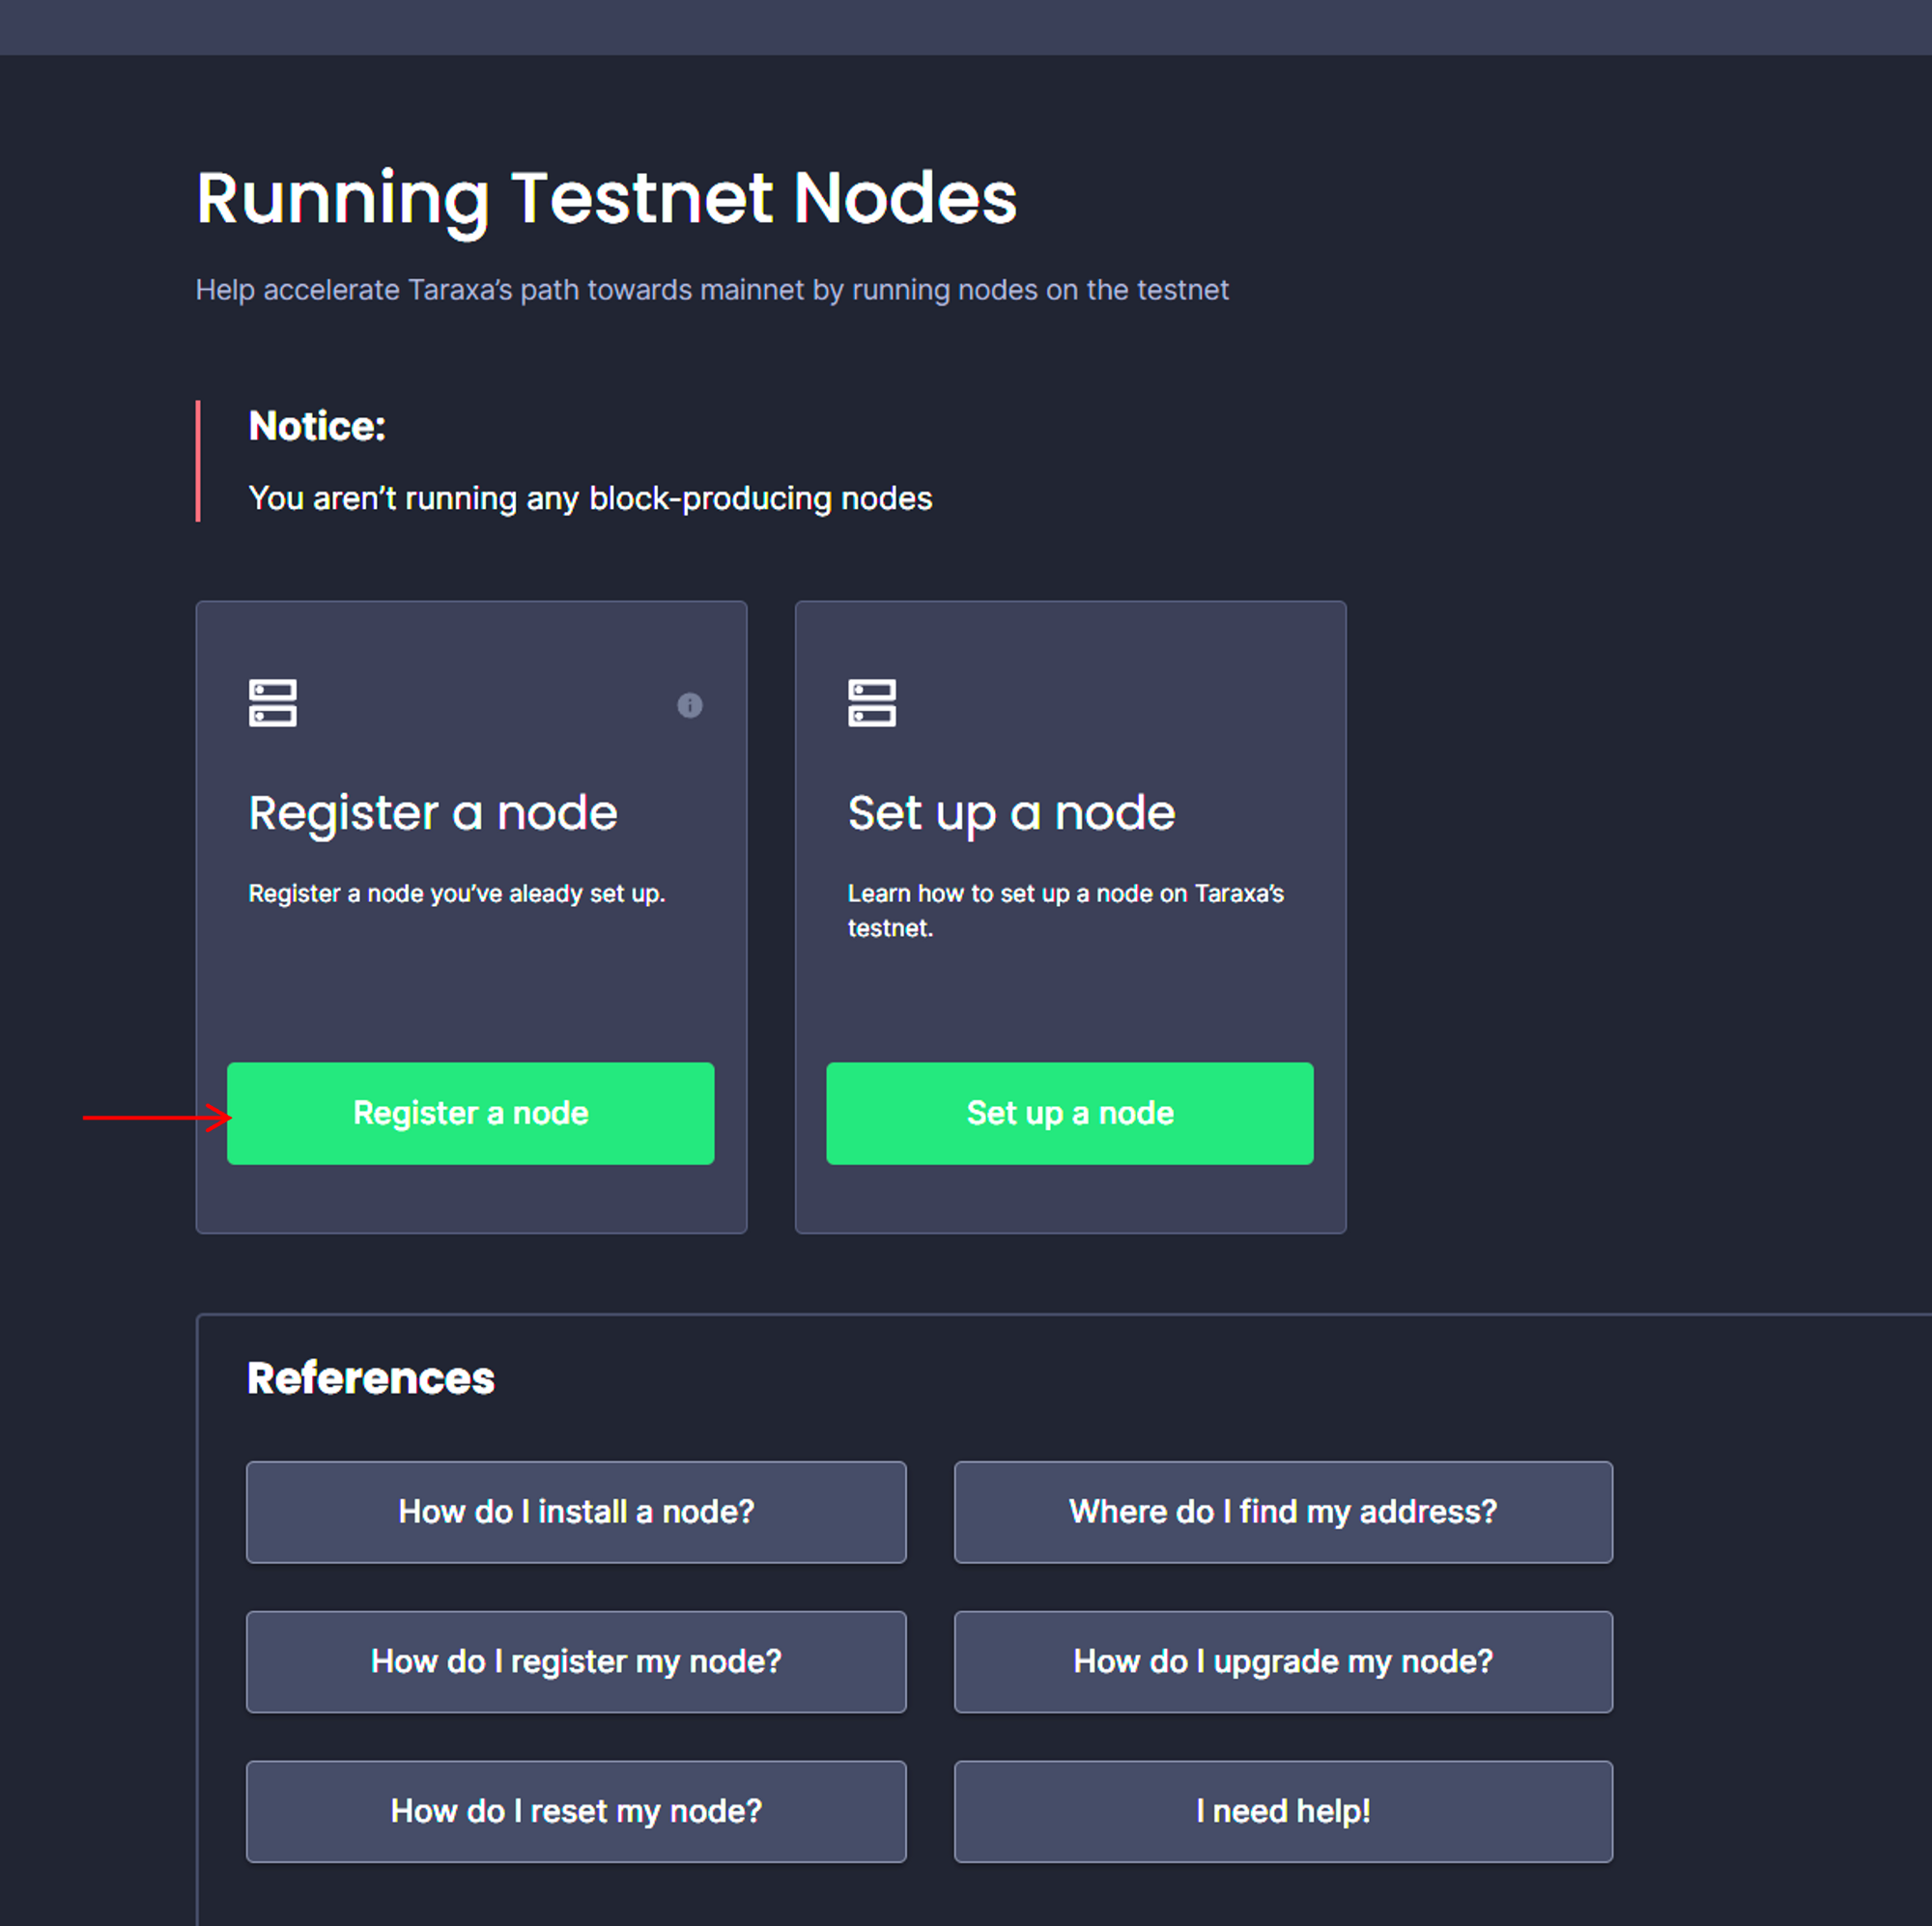 Running Testnet Nodes
Help accelerate Taraxa’s path towards mainnet by running nodes on the testnet
Notice:
You aren’t running any block-producing nodes
Register a node
Register a node you’ve aleady set up.
Register a node
Set up a node
Learn how to set up a node on Taraxa’s
testnet.
Set up a node
References
How do I install a node?
Where do I find my address?
How do I register my node?
How do I upgrade my node?
How do I reset my node?
I need help!